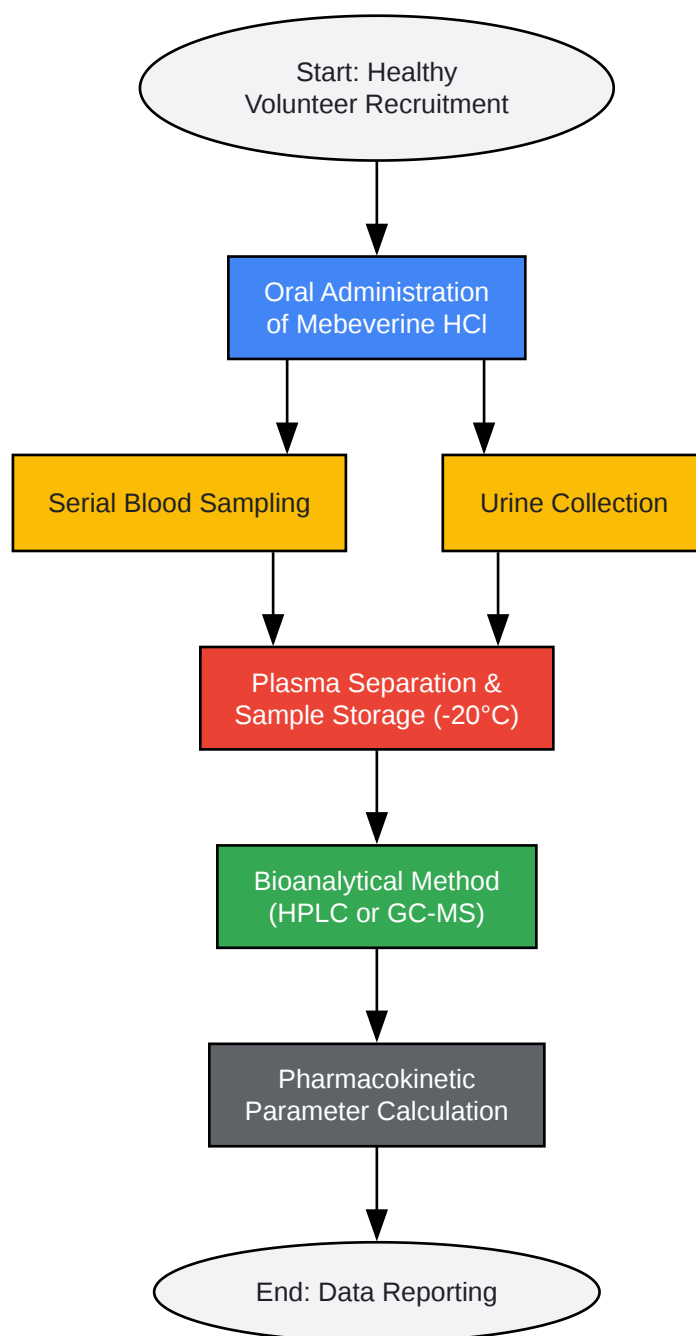 Start: Healthy
Volunteer Recruitment
Oral Administration
of Mebeverine HCl
Serial Blood Sampling
Urine Collection
Plasma Separation &
Sample Storage (-20°C)
Bioanalytical Method
(HPLC or GC-MS)
Pharmacokinetic
Parameter Calculation
End: Data Reporting